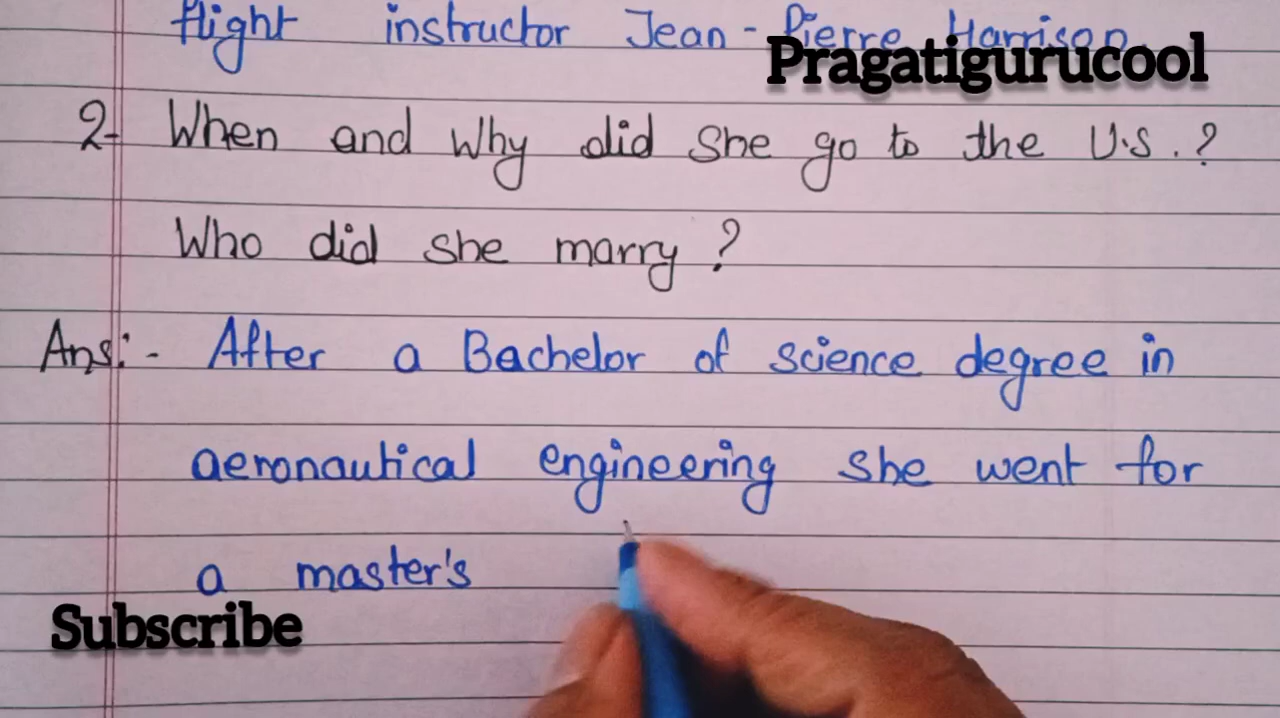 flight instructor Jean-Pierre Harrison
Pragatigurucool
2- When and why did she go to the U.S.?
Who did she marry?
Ans:- After a Bachelor of science degree in
aeronautical engineering she went for
a master's
Subscribe